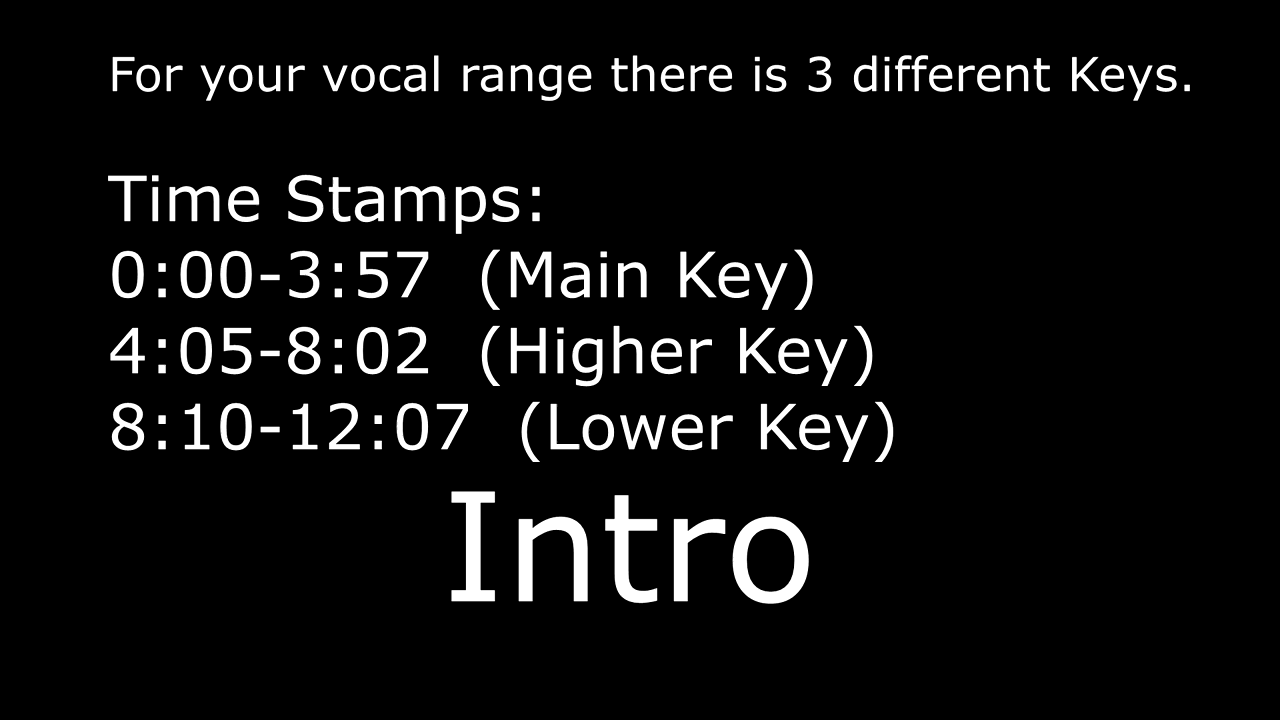 For your vocal range there is 3 different Keys.
Time Stamps:
0:00-3:57 (Main Key)
4:05-8:02 (Higher Key)
8:10-12:07 (Lower Key)
Intro